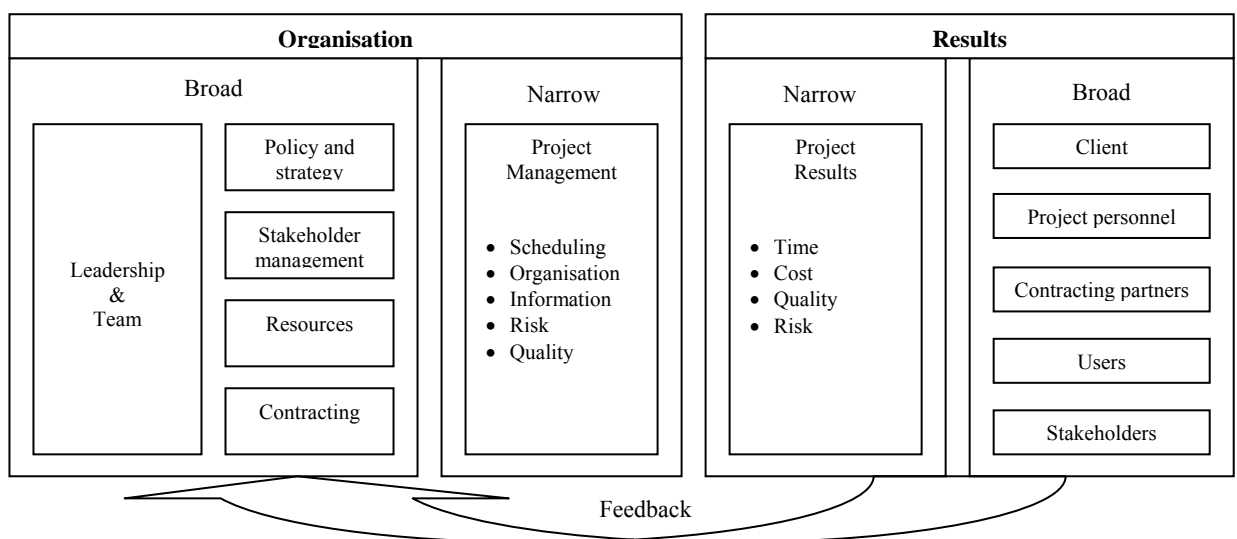 Organisation
Results
Broad
Leadership
&
Team
Policy and
strategy
Stakeholder
management
Resources
Contracting
Narrow
Project
Management
• Scheduling
• Organisation
• Information
• Risk
• Quality
Narrow
Project
Results
• Time
• Cost
• Quality
• Risk
Broad
Client
Project personnel
Contracting partners
Users
Stakeholders
Feedback